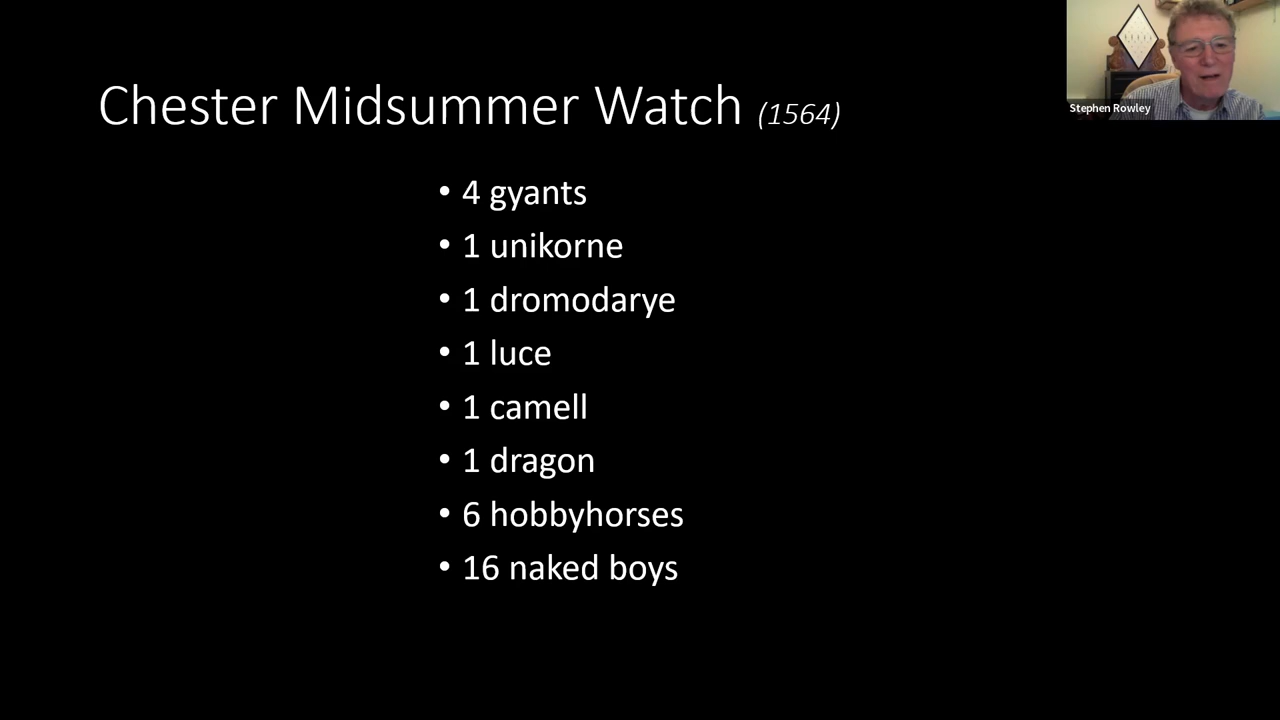 Chester Midsummer Watch (1564)
• 4 gyants
• 1 unikorne
• 1 dromodarye
• 1 luce
• 1 camell
• 1 dragon
• 6 hobbyhorses
• 16 naked boys
Stephen Rowley